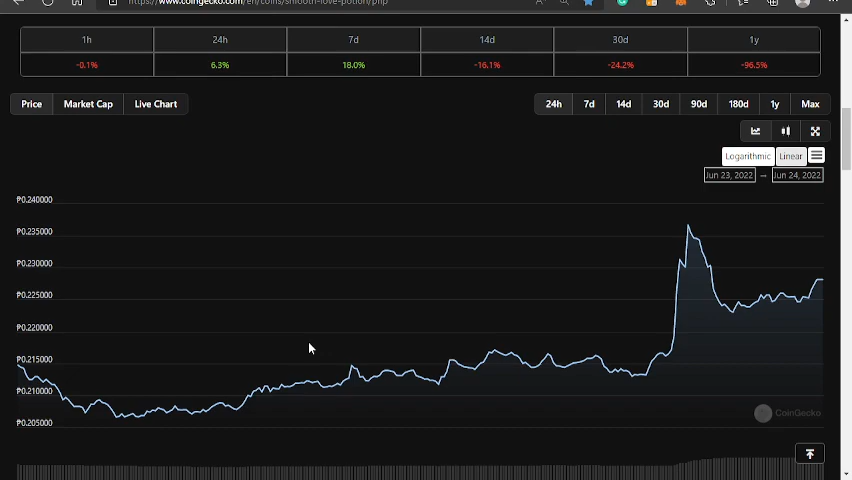 https://www.coingecko.com/en/coins/smooth-love-potion/php
1h 24h 7d 14d 30d 1y
-0.1% 6.3% 18.0% -16.1% -24.2% -96.5%
Price Market Cap Live Chart 24h 7d 14d 30d 90d 180d 1y Max
Logarithmic Linear
Jun 23, 2022 → Jun 24, 2022
₱0.240000
₱0.235000
₱0.230000
₱0.225000
₱0.220000
₱0.215000
₱0.210000
₱0.205000
CoinGecko